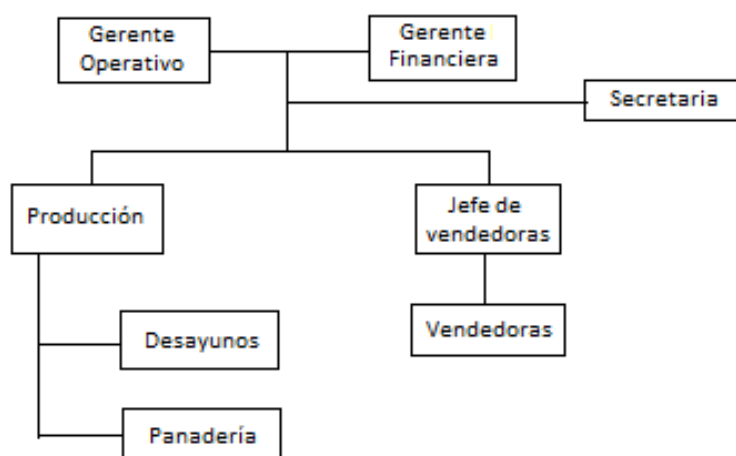 Gerente
Operativo
Gerente
Financiera
Secretaria
Producción
Jefe de
vendedoras
Desayunos
Vendedoras
Panadería